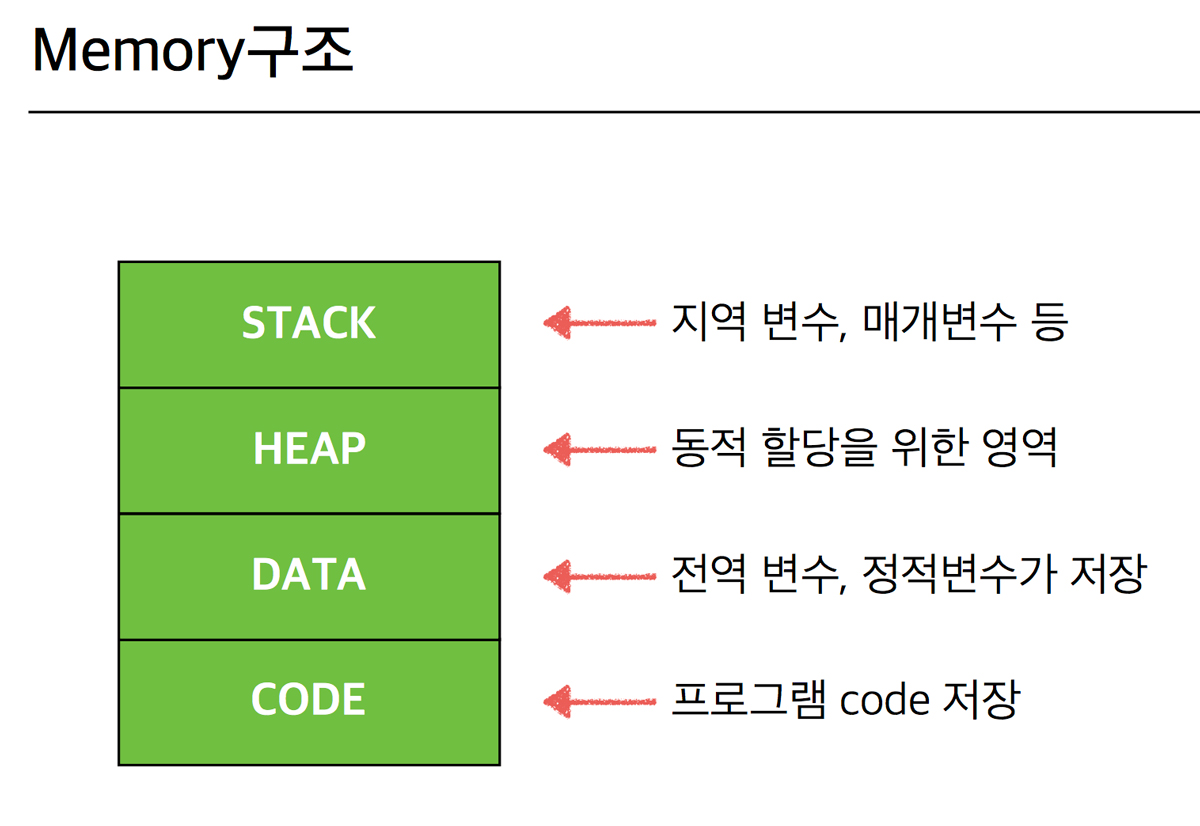 Memory구조
STACK
지역 변수, 매개변수 등
HEAP
동적 할당을 위한 영역
DATA
전역 변수, 정적변수가 저장
CODE
프로그램 code 저장